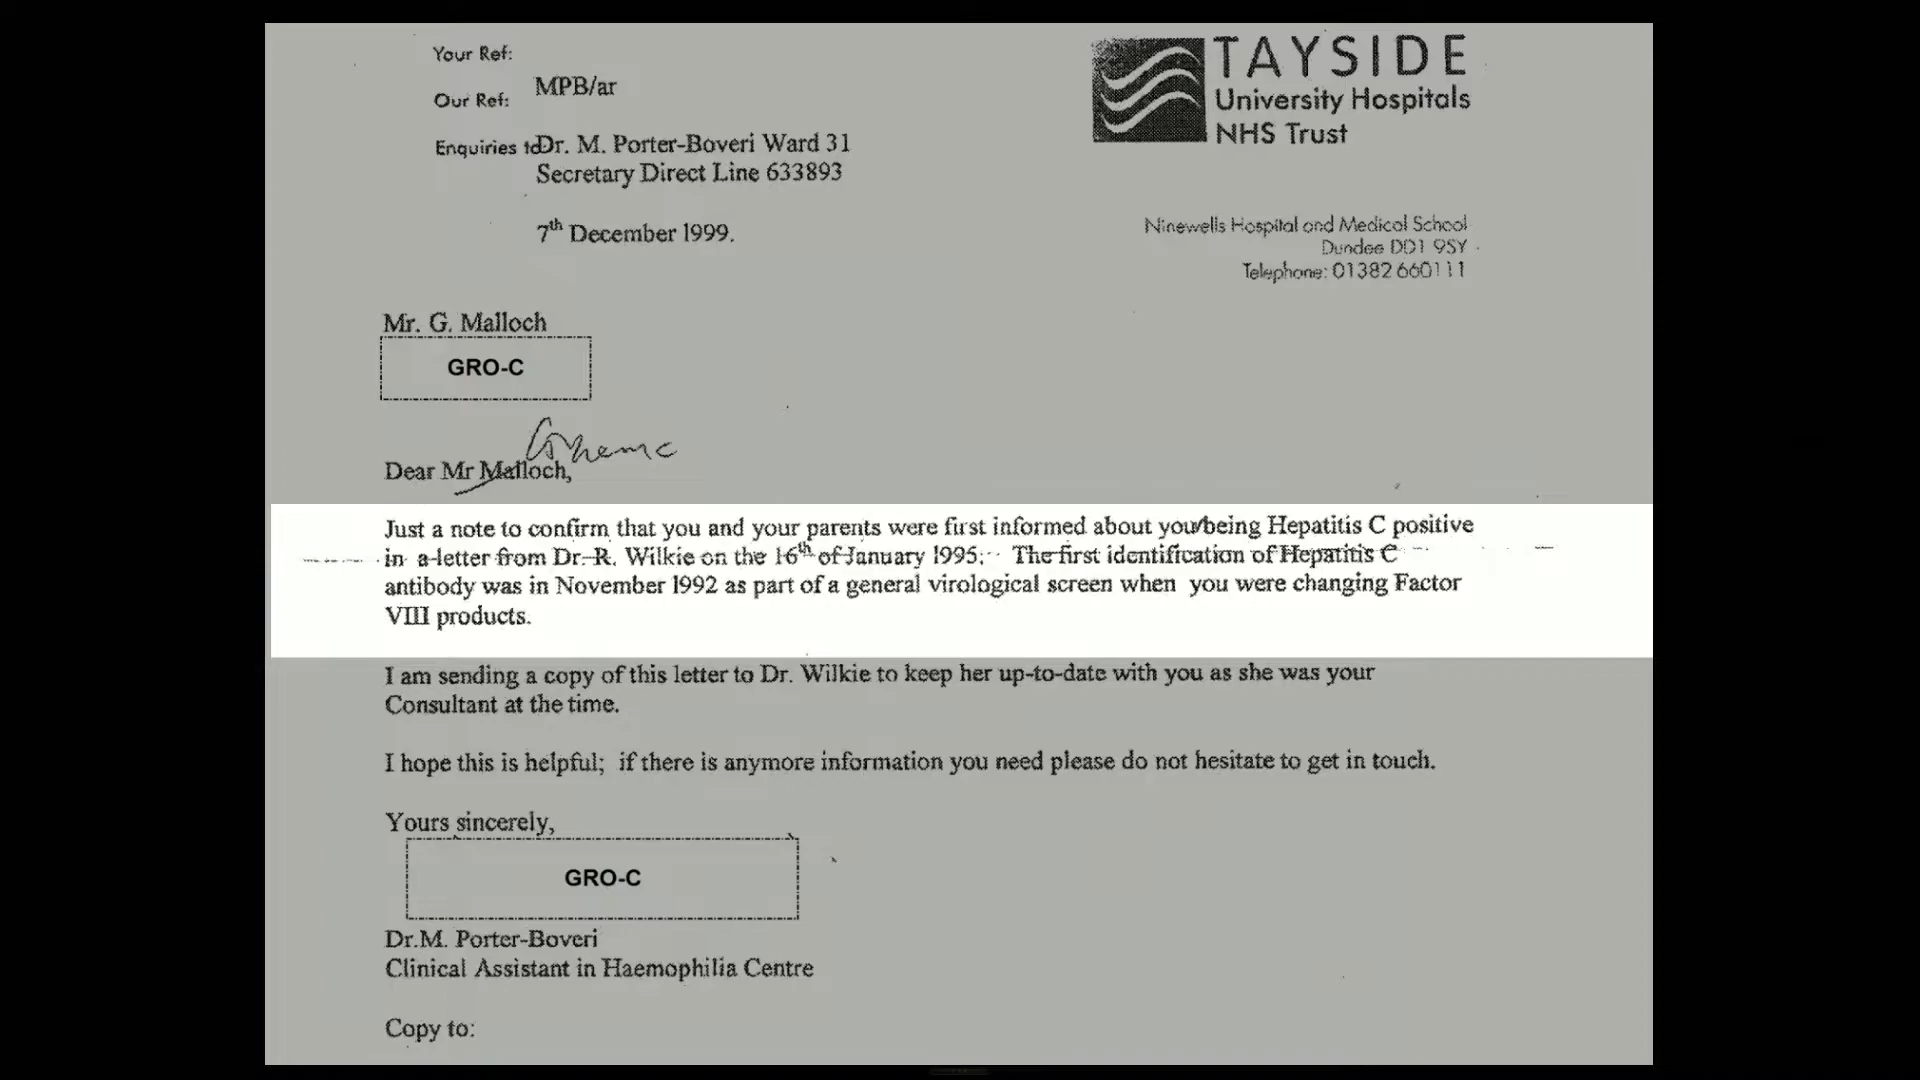 Your Ref:
MPB/ar
Our Ref:
Enquiries to Dr. M. Porter-Boveri Ward 31
Secretary Direct Line 633893
7th December 1999.
TAYSIDE
University Hospitals
NHS Trust
Ninewells Hospital and Medical School
Dundee DD1 9SY
Telephone: 01382 660111
Mr. G. Malloch
GRO-C
Graeme
Dear Mr Malloch,
Just a note to confirm that you and your parents were first informed about you being Hepatitis C positive
in a letter from Dr. R. Wilkie on the 16th of January 1995. The first identification of Hepatitis C
antibody was in November 1992 as part of a general virological screen when you were changing Factor
VIII products.
I am sending a copy of this letter to Dr. Wilkie to keep her up-to-date with you as she was your
Consultant at the time.
I hope this is helpful; if there is anymore information you need please do not hesitate to get in touch.
Yours sincerely,
GRO-C
Dr.M. Porter-Boveri
Clinical Assistant in Haemophilia Centre
Copy to: